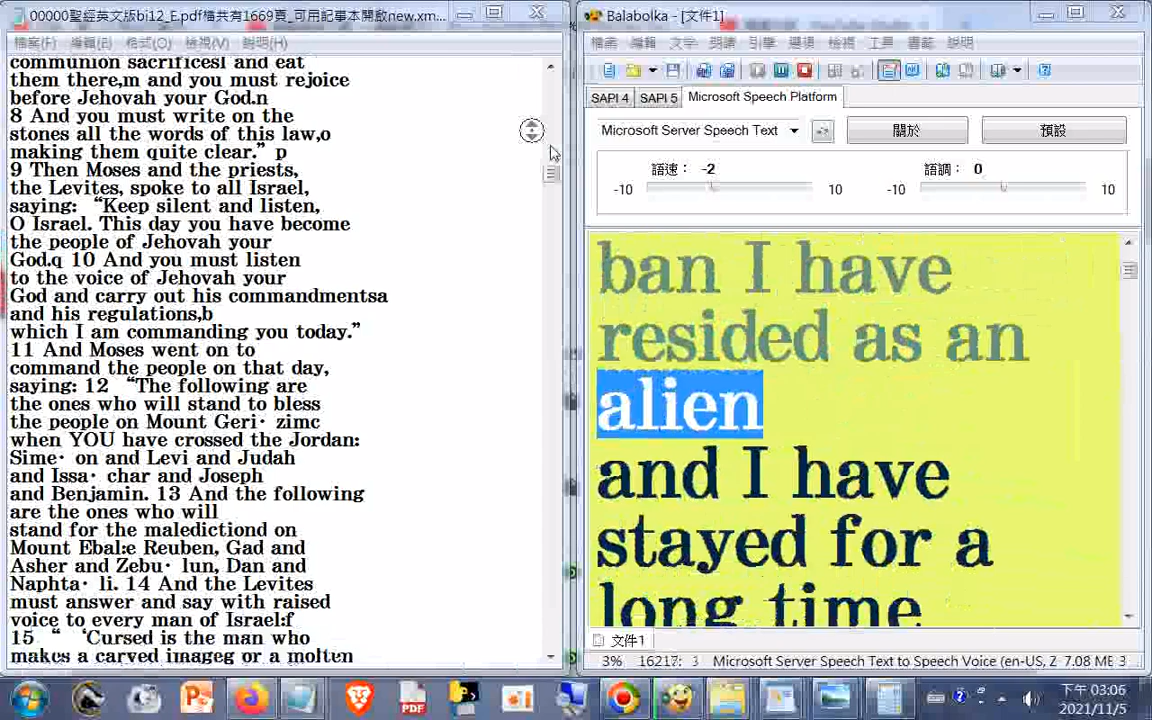 00000聖經英文版bi12_E.pdf檔共有1669頁_可用記事本開啟new.xm...
檔案(F) 編輯(E) 格式(O) 檢視(V) 說明(H)
communion sacrificesl and eat
them there,m and you must rejoice
before Jehovah your God.n
8 And you must write on the
stones all the words of this law,o
making them quite clear.” p
9 Then Moses and the priests,
the Levites, spoke to all Israel,
saying: “Keep silent and listen,
O Israel. This day you have become
the people of Jehovah your
God.q 10 And you must listen
to the voice of Jehovah your
God and carry out his commandmentsa
and his regulations,b
which I am commanding you today.”
11 And Moses went on to
command the people on that day,
saying: 12 “The following are
the ones who will stand to bless
the people on Mount Geri· zimc
when YOU have crossed the Jordan:
Sime· on and Levi and Judah
and Issa· char and Joseph
and Benjamin. 13 And the following
are the ones who will
stand for the maledictiond on
Mount Ebal:e Reuben, Gad and
Asher and Zebu· lun, Dan and
Naphta· li. 14 And the Levites
must answer and say with raised
voice to every man of Israel:f
15 “ ‘Cursed is the man who
makes a carved imageg or a molten
Balabolka - [文件1]
檔案 編輯 文字 朗讀 引擎 選項 檢視 工具 書籤 說明
SAPI 4 SAPI 5 Microsoft Speech Platform
Microsoft Server Speech Text 關於 預設
語速： -2 語調： 0
-10 10 -10 10
ban I have
resided as an
alien
and I have
stayed for a
long time
文件1
3% 16217: 3 Microsoft Server Speech Text to Speech Voice (en-US, Z 7.08 MB 3
PDF
下午 03:06
2021/11/5